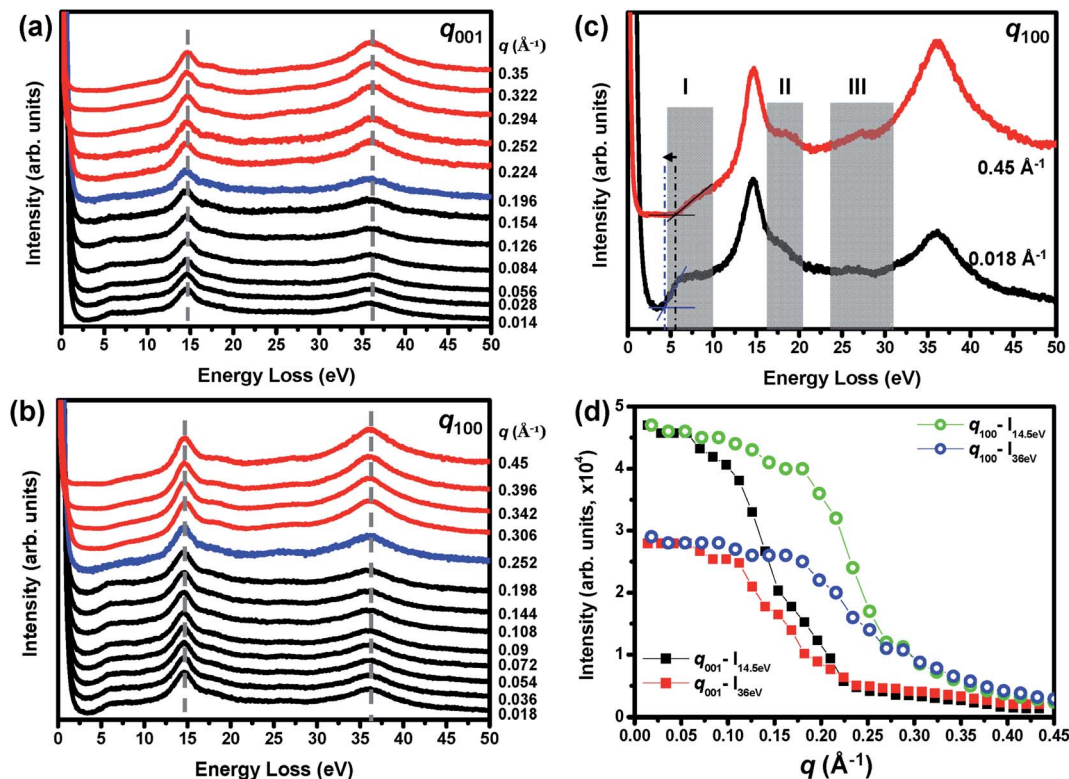 (a)
q001
q (Å-1)
0.35
0.322
0.294
0.252
0.224
0.196
0.154
0.126
0.084
0.056
0.028
0.014
Intensity (arb. units)
0 5 10 15 20 25 30 35 40 45 50
Energy Loss (eV)
(b)
q100
q (Å-1)
0.45
0.396
0.342
0.306
0.252
0.198
0.144
0.108
0.09
0.072
0.054
0.036
0.018
Intensity (arb. units)
0 5 10 15 20 25 30 35 40 45 50
Energy Loss (eV)
(c)
q100
I II III
0.45 Å-1
0.018 Å-1
Intensity (arb. units)
0 5 10 15 20 25 30 35 40 45 50
Energy Loss (eV)
(d)
q100- I14.5eV
q100- I36eV
q001- I14.5eV
q001- I36eV
Intensity (arb. units, x10⁴)
5
4
3
2
1
0
0.00 0.05 0.10 0.15 0.20 0.25 0.30 0.35 0.40 0.45
q (Å-1)